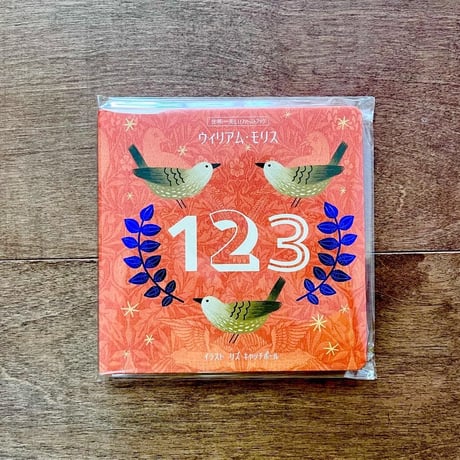 ウィリアム・モリス
123
イラスト リズ・キャッチポール